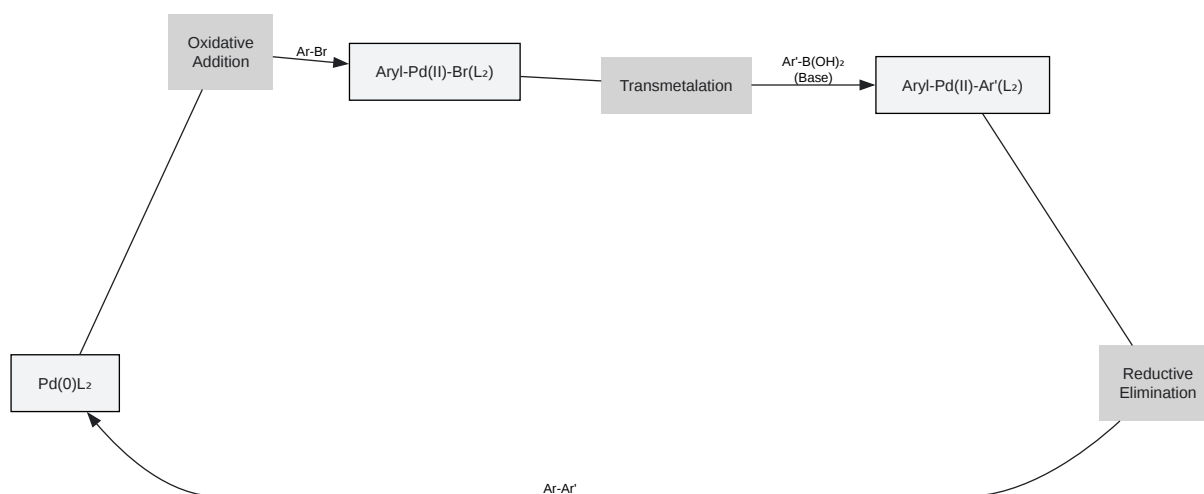 Oxidative
Addition
Ar-Br
Aryl-Pd(II)-Br(L₂)
Transmetalation
Ar'-B(OH)₂
(Base)
Aryl-Pd(II)-Ar'(L₂)
Pd(0)L₂
Reductive
Elimination
Ar-Ar'